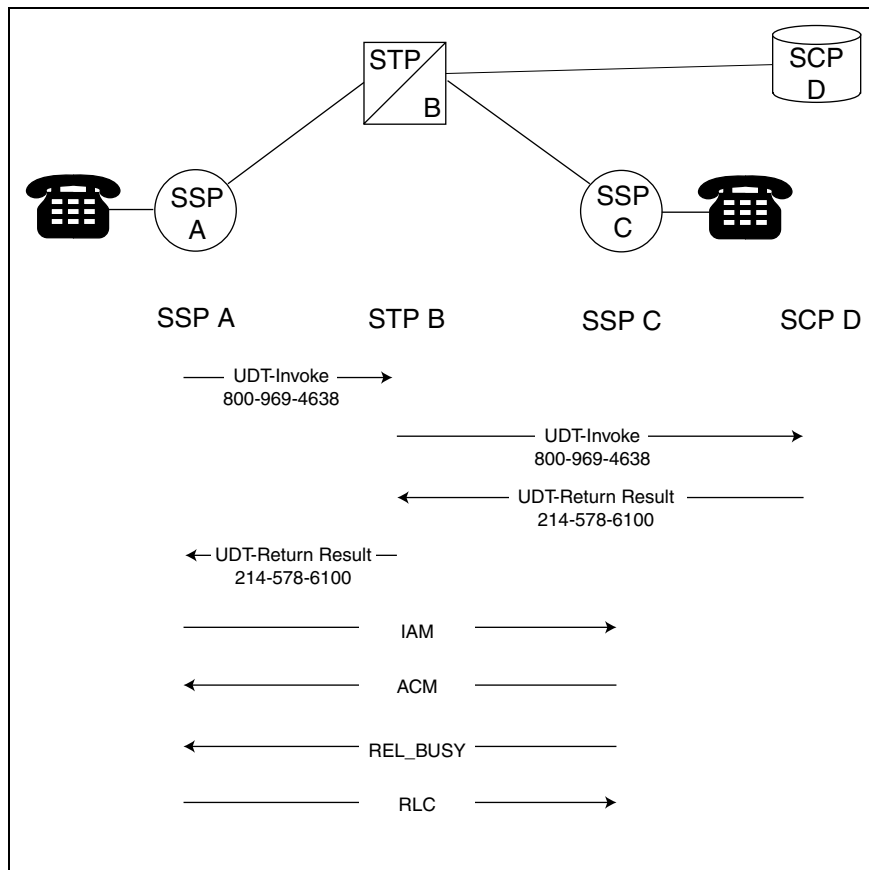 STP
B
SCP
D
SSP
A
SSP
C
SSP A
STP B
SSP C
SCP D
UDT-Invoke
800-969-4638
UDT-Invoke
800-969-4638
UDT-Return Result
214-578-6100
UDT-Return Result
214-578-6100
IAM
ACM
REL_BUSY
RLC